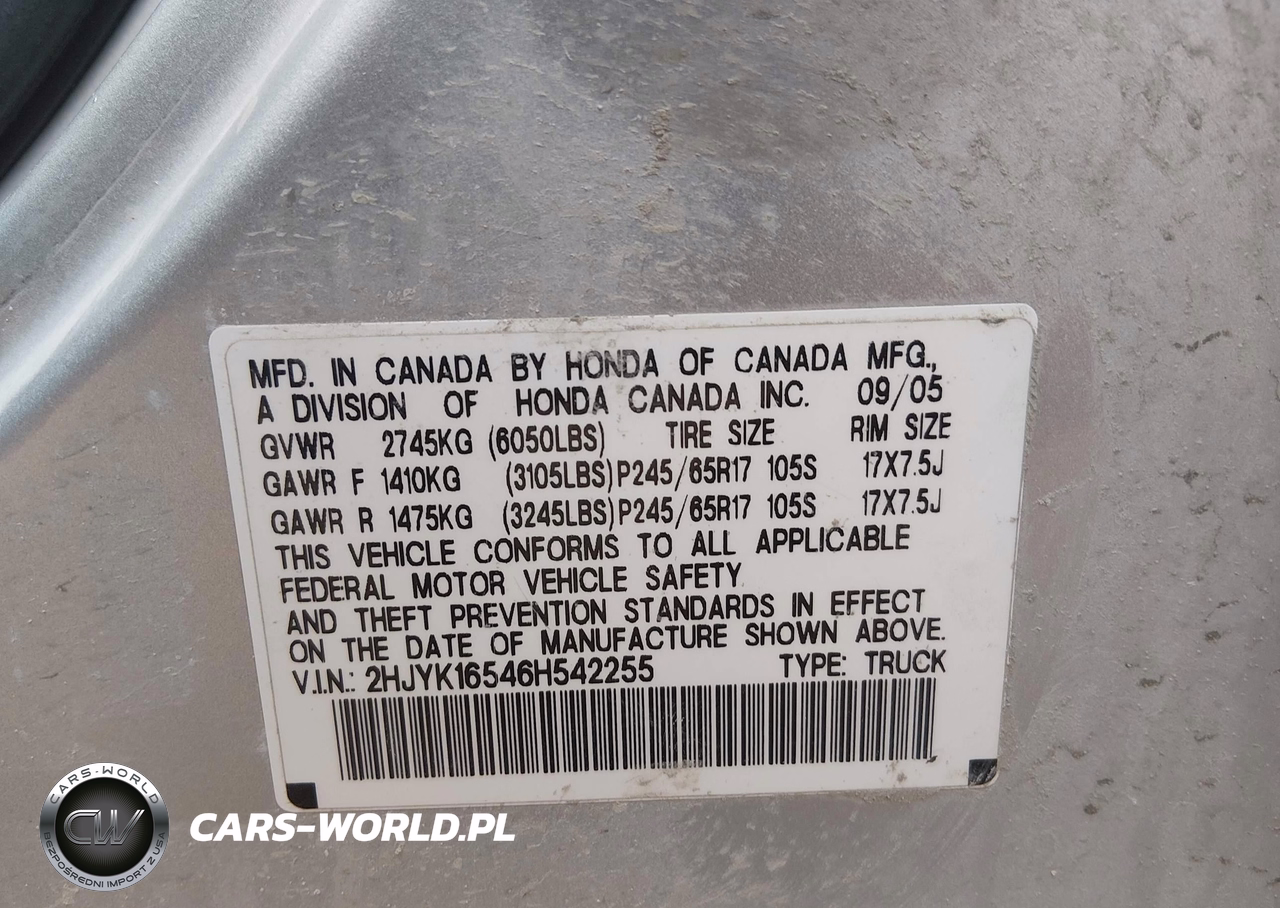 MFD. IN CANADA BY HONDA OF CANADA MFG.,
A DIVISION OF HONDA CANADA INC. 09/05
GVWR 2745KG (6050LBS) TIRE SIZE RIM SIZE
GAWR F 1410KG (3105LBS) P245/65R17 105S 17X7.5J
GAWR R 1475KG (3245LBS) P245/65R17 105S 17X7.5J
THIS VEHICLE CONFORMS TO ALL APPLICABLE
FEDERAL MOTOR VEHICLE SAFETY
AND THEFT PREVENTION STANDARDS IN EFFECT
ON THE DATE OF MANUFACTURE SHOWN ABOVE.
V.I.N.: 2HJYK16546H542255 TYPE: TRUCK
CARS-WORLD
CW
BEZPOŚREDNI IMPORT Z USA
CARS-WORLD.PL